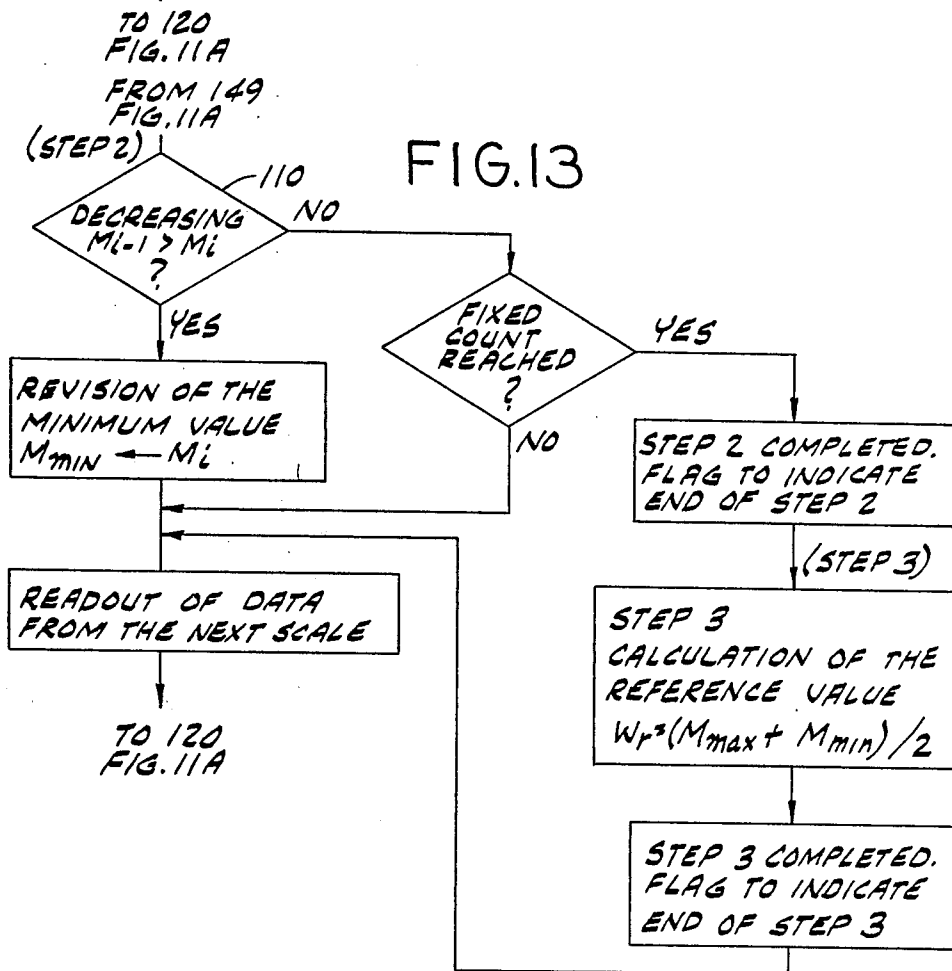 TO 120
FIG. 11A
FROM 149
FIG. 11A
(STEP 2)
FIG. 13
110
DECREASING
Mi-1 > Mi
?
NO
YES
FIXED
COUNT
REACHED
?
YES
NO
REVISION OF THE
MINIMUM VALUE
MMIN ← Mi
STEP 2 COMPLETED.
FLAG TO INDICATE
END OF STEP 2
(STEP 3)
READOUT OF DATA
FROM THE NEXT SCALE
TO 120
FIG. 11A
STEP 3
CALCULATION OF THE
REFERENCE VALUE
Wr=(Mmax + Mmin)/2
STEP 3 COMPLETED.
FLAG TO INDICATE
END OF STEP 3